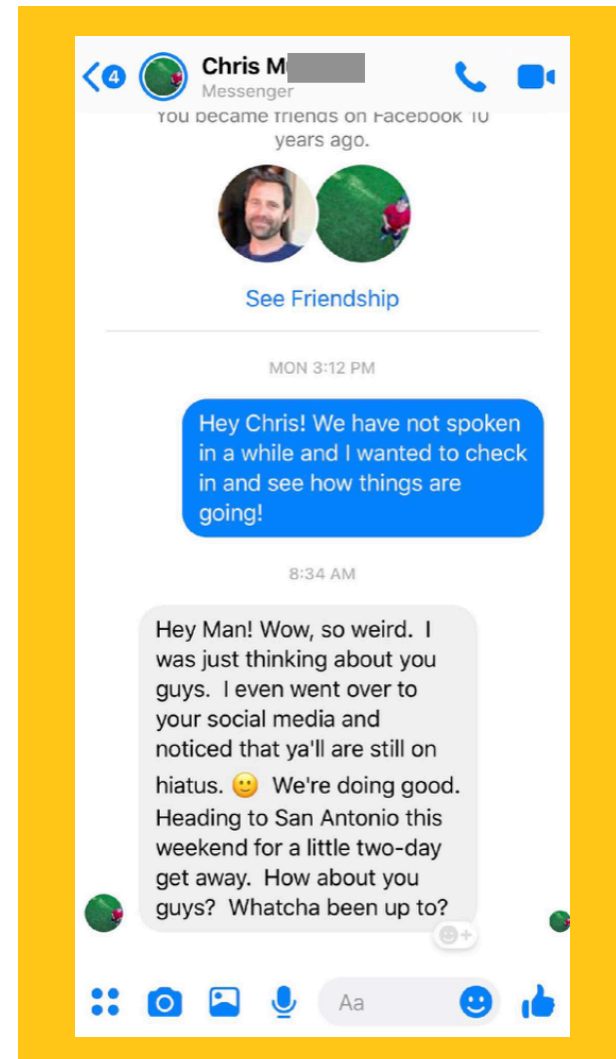 4
Chris M
Messenger
You became friends on Facebook 10
years ago.
See Friendship
MON 3:12 PM
Hey Chris! We have not spoken
in a while and I wanted to check
in and see how things are
going!
8:34 AM
Hey Man! Wow, so weird.  I
was just thinking about you
guys.  I even went over to
your social media and
noticed that ya'll are still on
hiatus. 🙂  We're doing good.
Heading to San Antonio this
weekend for a little two-day
get away.  How about you
guys?  Whatcha been up to?
Aa